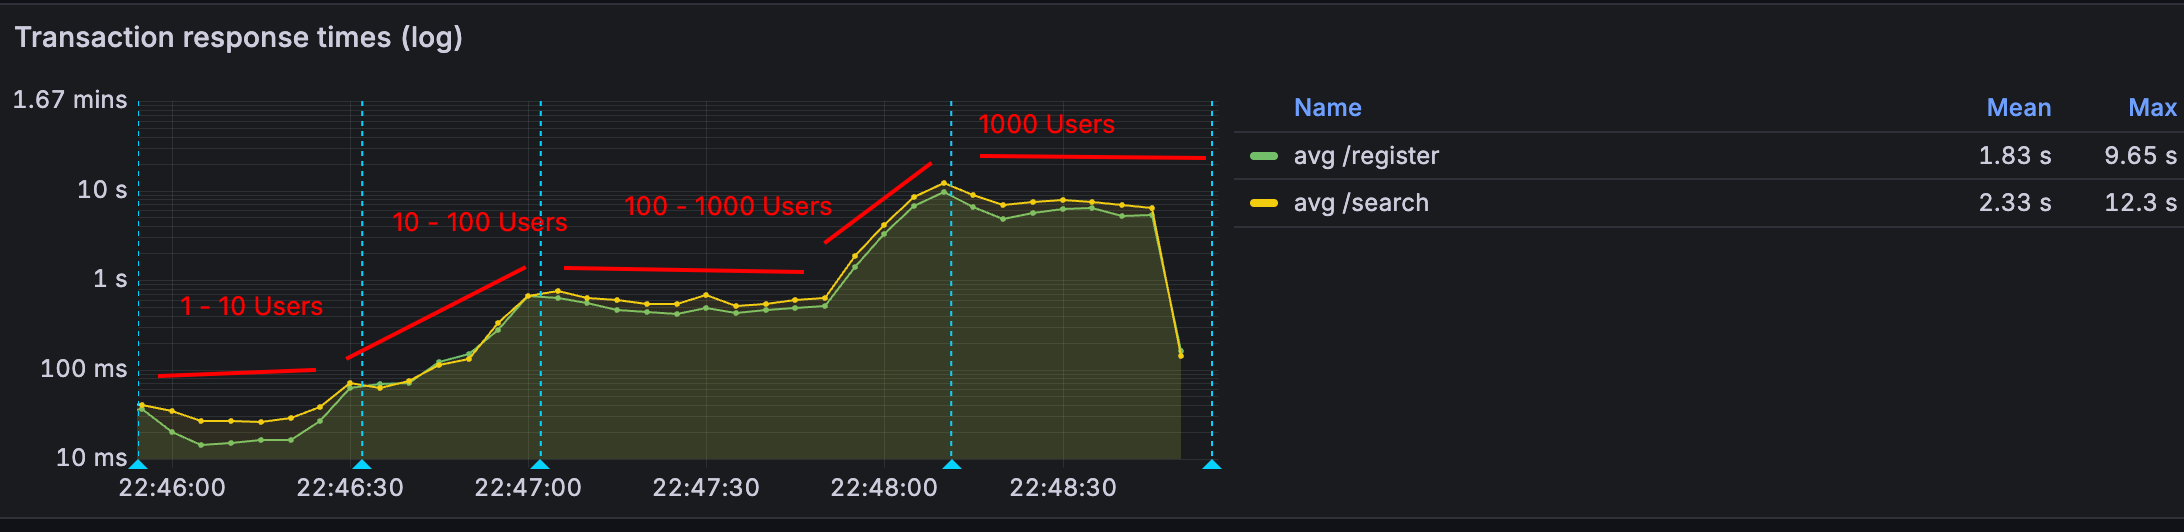 Transaction response times (log)
1.67 mins
10 s
1 s
100 ms
10 ms
1 - 10 Users
10 - 100 Users
100 - 1000 Users
1000 Users
22:46:00 22:46:30 22:47:00 22:47:30 22:48:00 22:48:30
Name Mean Max
avg /register 1.83 s 9.65 s
avg /search 2.33 s 12.3 s